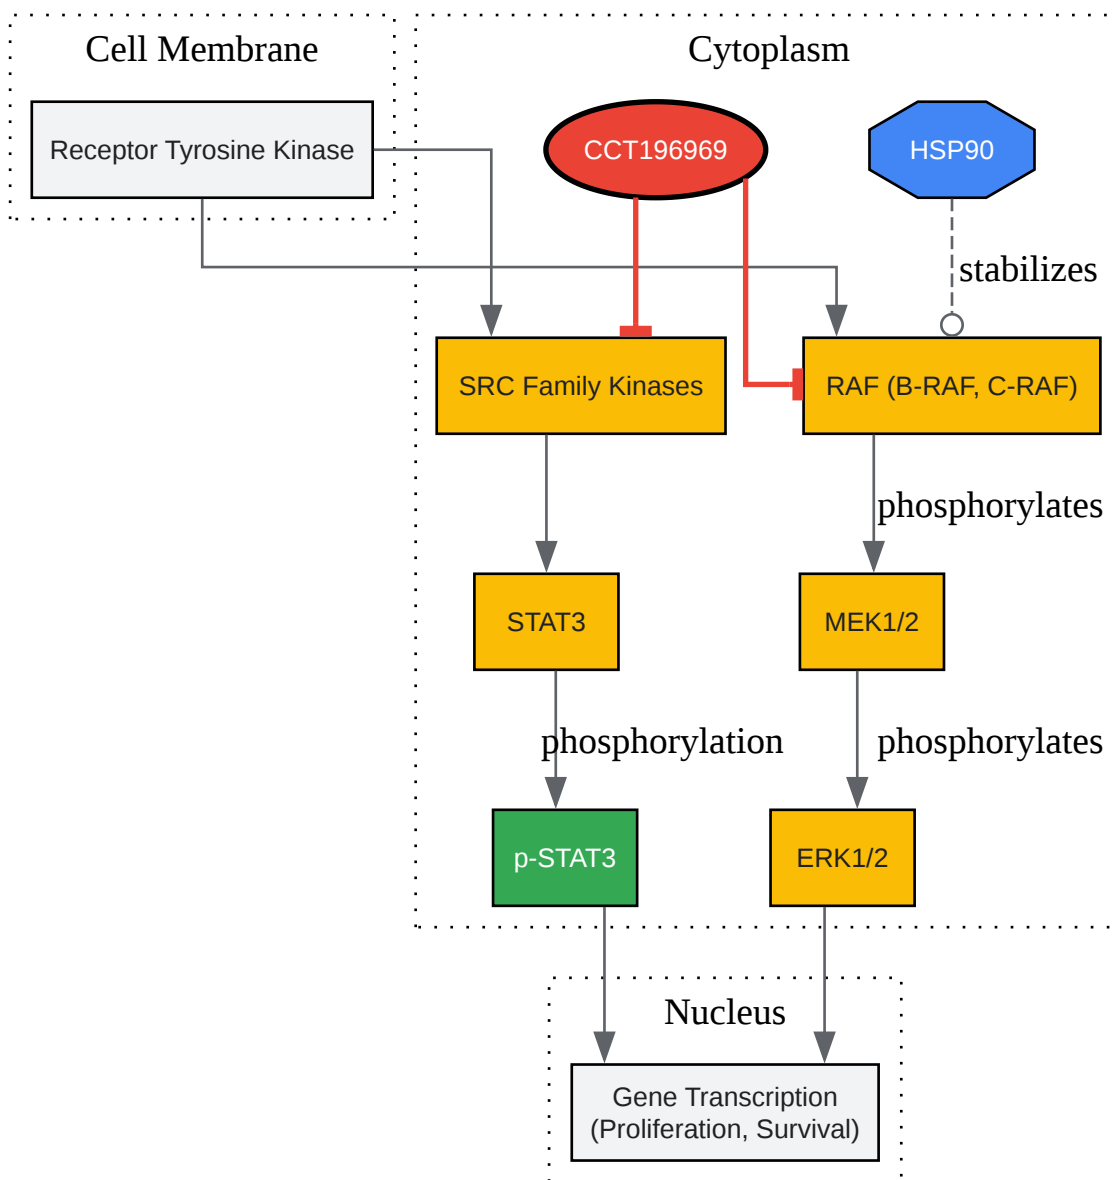 Cell Membrane
Cytoplasm
Receptor Tyrosine Kinase
CCT196969
HSP90
stabilizes
SRC Family Kinases
RAF (B-RAF, C-RAF)
phosphorylates
STAT3
MEK1/2
phosphorylation
phosphorylates
p-STAT3
ERK1/2
Nucleus
Gene Transcription
(Proliferation, Survival)